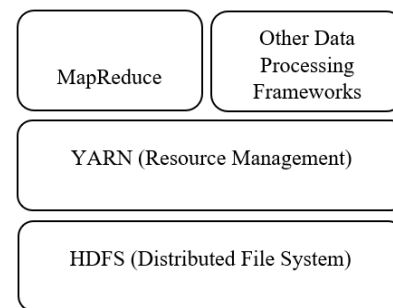 MapReduce
Other Data
Processing
Frameworks
YARN (Resource Management)
HDFS (Distributed File System)